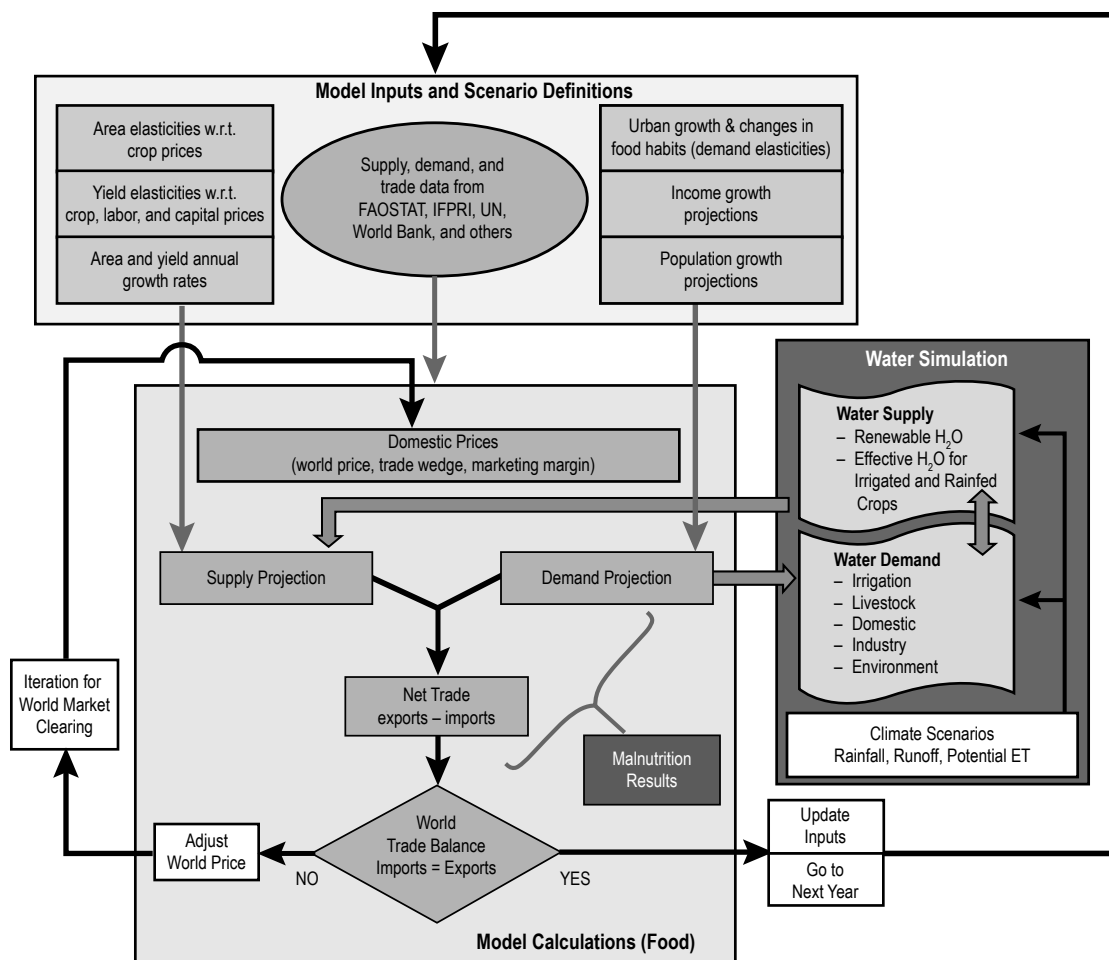 Model Inputs and Scenario Definitions
Area elasticities w.r.t.
crop prices
Yield elasticities w.r.t.
crop, labor, and capital prices
Area and yield annual
growth rates
Supply, demand, and
trade data from
FAOSTAT, IFPRI, UN,
World Bank, and others
Urban growth & changes in
food habits (demand elasticities)
Income growth
projections
Population growth
projections
Domestic Prices
(world price, trade wedge, marketing margin)
Supply Projection
Demand Projection
Net Trade
exports – imports
Malnutrition
Results
World
Trade Balance
Imports = Exports
NO
YES
Model Calculations (Food)
Iteration for
World Market
Clearing
Adjust
World Price
Water Simulation
Water Supply
– Renewable H₂O
– Effective H₂O for
Irrigated and Rainfed
Crops
Water Demand
– Irrigation
– Livestock
– Domestic
– Industry
– Environment
Climate Scenarios
Rainfall, Runoff, Potential ET
Update
Inputs
Go to
Next Year